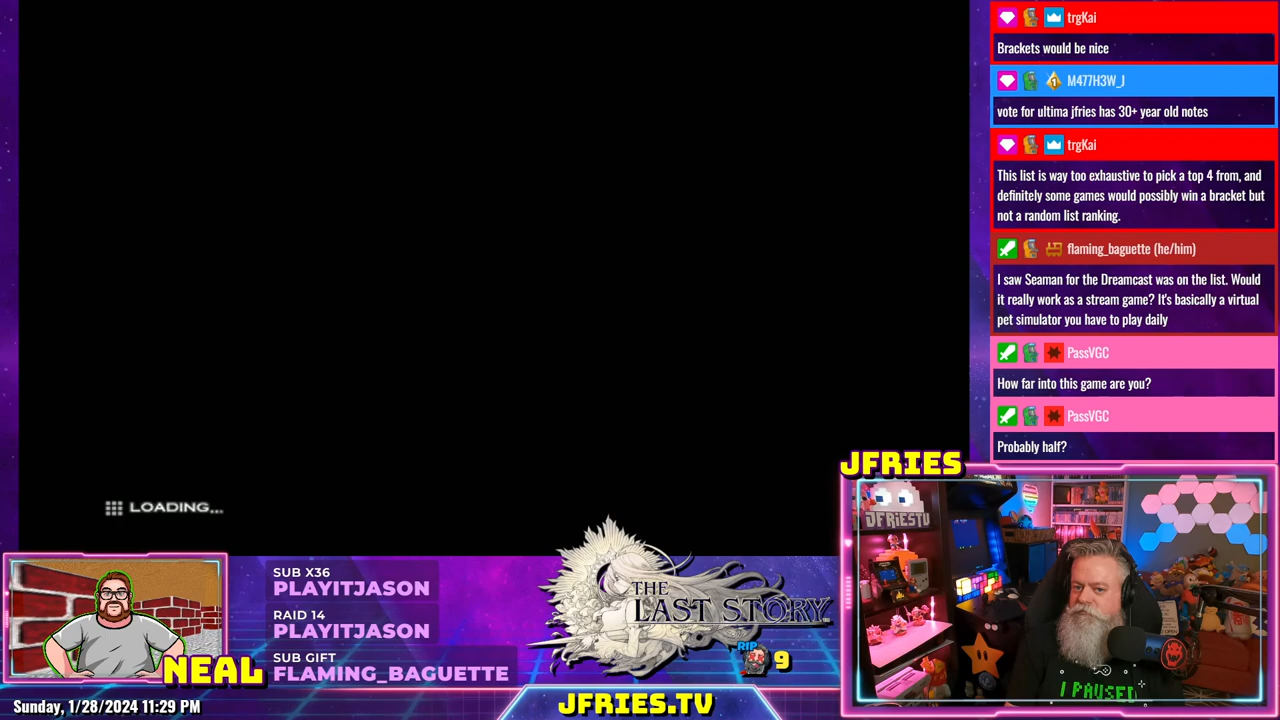 trgKai
Brackets would be nice
M477H3W_J
vote for ultima jfries has 30+ year old notes
trgKai
This list is way too exhaustive to pick a top 4 from, and
definitely some games would possibly win a bracket but
not a random list ranking.
flaming_baguette (he/him)
I saw Seaman for the Dreamcast was on the list. Would
it really work as a stream game? It's basically a virtual
pet simulator you have to play daily
PassVGC
How far into this game are you?
PassVGC
Probably half?
LOADING...
JFRIES
JFRIESTV
I PAUSED
NEAL
SUB X36
PLAYITJASON
RAID 14
PLAYITJASON
SUB GIFT
FLAMING_BAGUETTE
THE
LAST STORY
RIP
9
JFRIES.TV
Sunday, 1/28/2024 11:29 PM